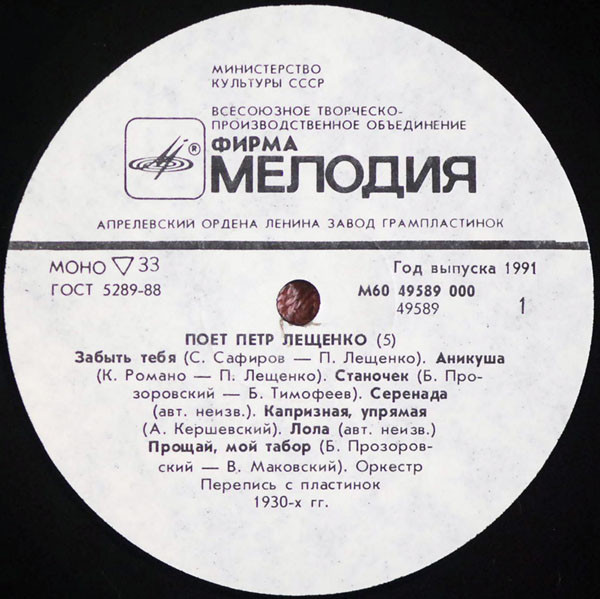 МИНИСТЕРСТВО
КУЛЬТУРЫ СССР
ВСЕСОЮЗНОЕ ТВОРЧЕСКО-
ПРОИЗВОДСТВЕННОЕ ОБЪЕДИНЕНИЕ
ФИРМА
® МЕЛОДИЯ
АПРЕЛЕВСКИЙ ОРДЕНА ЛЕНИНА ЗАВОД ГРАМПЛАСТИНОК
МОНО ▽ 33
ГОСТ 5289-88
Год выпуска 1991
М60 49589 000
49589
1
ПОЕТ ПЕТР ЛЕЩЕНКО (5)
Забыть тебя (С. Сафиров — П. Лещенко). Аникуша
(К. Романо — П. Лещенко). Станочек (Б. Про-
зоровский — Б. Тимофеев). Серенада
(авт. неизв.). Капризная, упрямая
(А. Кершевский). Лола (авт. неизв.)
Прощай, мой табор (Б. Прозоров-
ский — В. Маковский). Оркестр
Перепись с пластинок
1930-х гг.